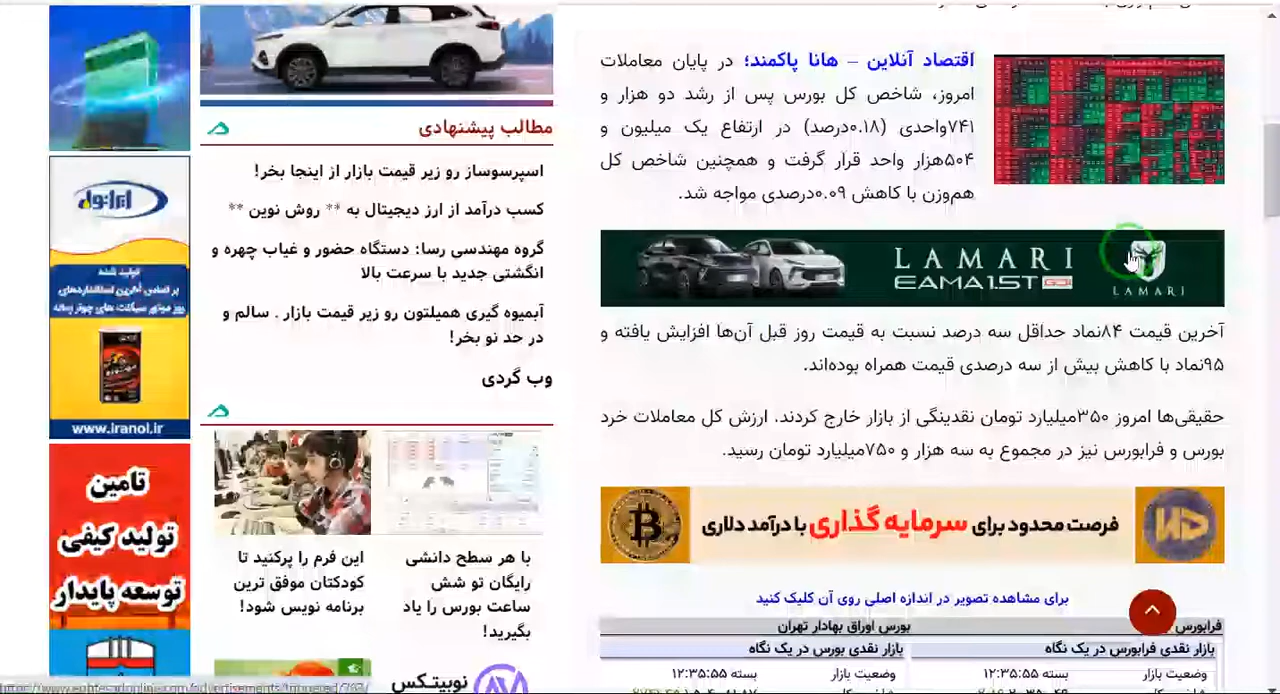 اقتصاد آنلاین – هانا پاکمند؛ در پایان معاملات
امروز، شاخص کل بورس پس از رشد دو هزار و
۷۴۱واحدی (۰.۱۸درصد) در ارتفاع یک میلیون و
۵۰۴هزار واحد قرار گرفت و همچنین شاخص کل
هم‌وزن با کاهش ۰.۰۹درصدی مواجه شد.
LAMARI
EAMA 1.5T GDI
LAMARI
آخرین قیمت ۸۴نماد حداقل سه درصد نسبت به قیمت روز قبل آن‌ها افزایش یافته و
۹۵نماد با کاهش بیش از سه درصدی قیمت همراه بوده‌اند.
حقیقی‌ها امروز ۳۵۰میلیارد تومان نقدینگی از بازار خارج کردند. ارزش کل معاملات خرد
بورس و فرابورس نیز در مجموع به سه هزار و ۷۵۰میلیارد تومان رسید.
فرصت محدود برای سرمایه گذاری با درآمد دلاری
برای مشاهده تصویر در اندازه اصلی روی آن کلیک کنید
فرابورس
بورس اوراق بهادار تهران
بازار نقدی فرابورس در یک نگاه
بازار نقدی بورس در یک نگاه
وضعیت بازار
بسته ۱۲:۳۵:۵۵
وضعیت بازار
بسته ۱۲:۳۵:۵۵
مطالب پیشنهادی
اسپرسوساز رو زیر قیمت بازار از اینجا بخر!
کسب درآمد از ارز دیجیتال به ** روش نوین **
گروه مهندسی رسا: دستگاه حضور و غیاب چهره و
انگشتی جدید با سرعت بالا
آبمیوه گیری همیلتون رو زیر قیمت بازار . سالم و
در حد نو بخر!
وب گردی
با هر سطح دانشی
رایگان تو شش
ساعت بورس را یاد
بگیرید!
این فرم را پرکنید تا
کودکتان موفق ترین
برنامه نویس شود!
نوبیتکس
ایرانول
تولید شده
بر اساس آخرین استانداردهای
www.Iranol.ir
تامین
تولید کیفی
توسعه پایدار